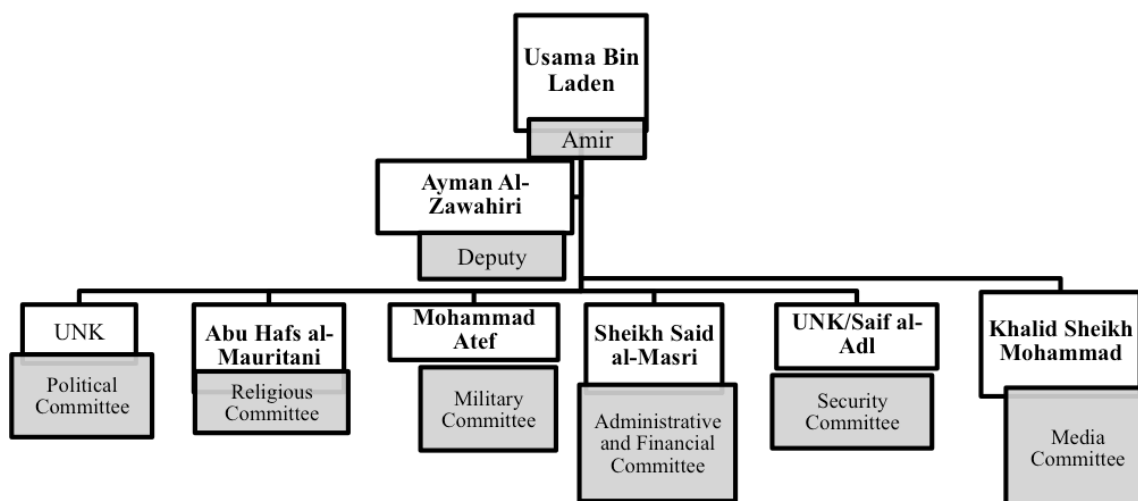 Usama Bin
Laden
Amir
Ayman Al-
Zawahiri
Deputy
UNK
Political
Committee
Abu Hafs al-
Mauritani
Religious
Committee
Mohammad
Atef
Military
Committee
Sheikh Said
al-Masri
Administrative
and Financial
Committee
UNK/Saif al-
Adl
Security
Committee
Khalid Sheikh
Mohammad
Media
Committee